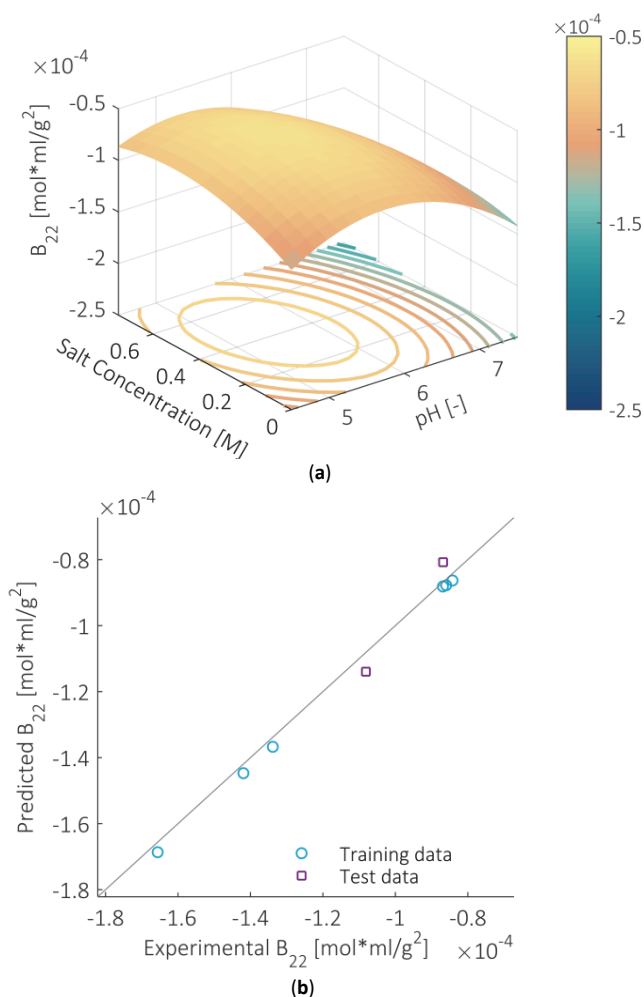 ×10⁻⁴
-0.5
-1
-1.5
-2
-2.5
B₂₂ [mol*ml/g²]
0.6
0.4
0.2
0
Salt Concentration [M]
5
6
7
pH [-]
-0.5
-1
-1.5
-2
-2.5
×10⁻⁴
(a)
×10⁻⁴
-0.8
-1
-1.2
-1.4
-1.6
-1.8
Predicted B₂₂ [mol*ml/g²]
Training data
Test data
-1.8 -1.6 -1.4 -1.2 -1 -0.8
Experimental B₂₂ [mol*ml/g²] ×10⁻⁴
(b)